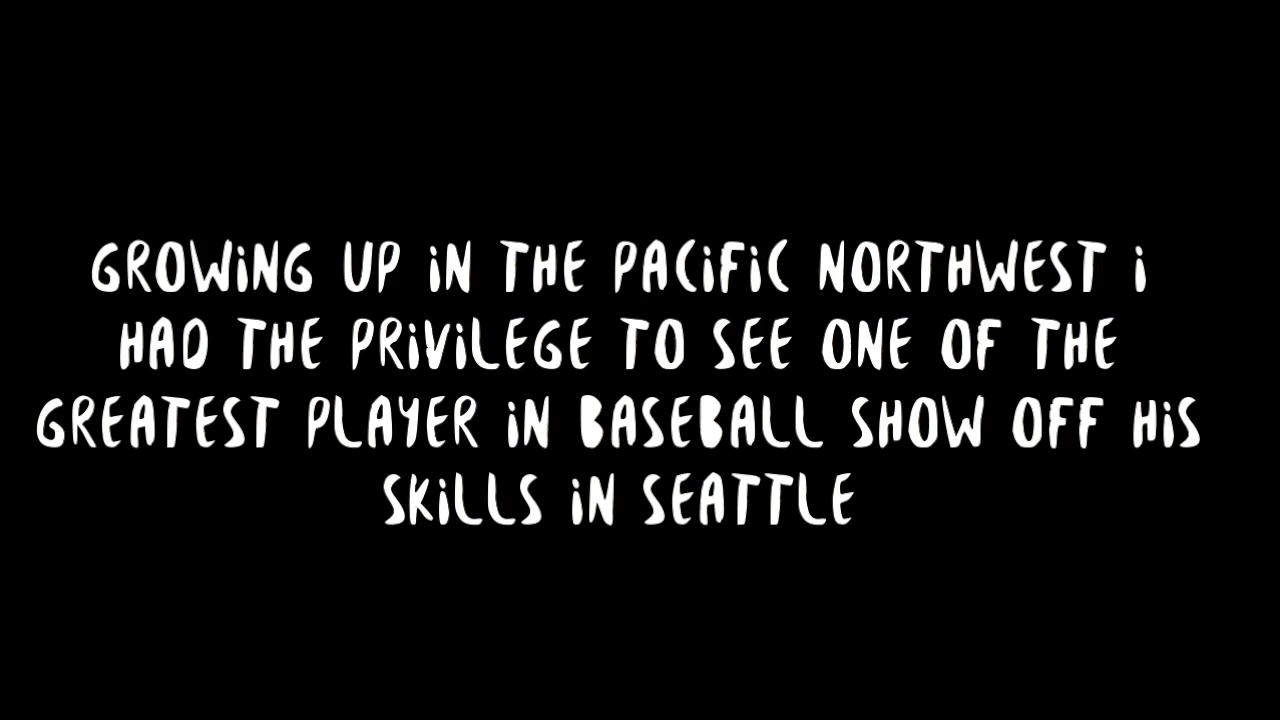 GROWiNG UP iN THE PACiFiC NORTHWEST i
HAD THE PRiViLEGE TO SEE ONE OF THE
GREATEST PLAYER iN BASEBALL SHOW OFF HiS
SKiLLS iN SEATTLE